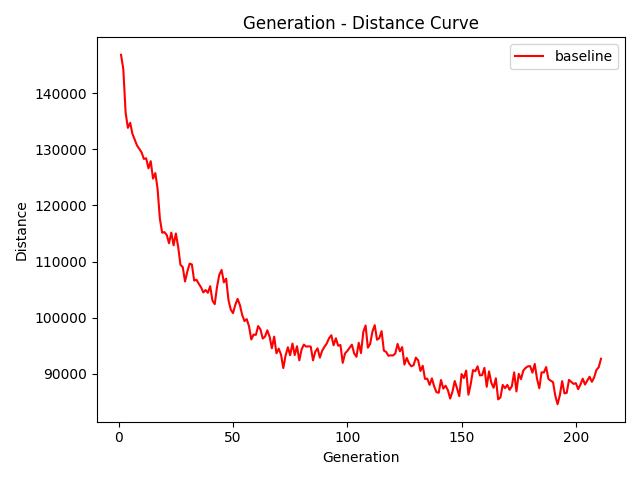 Generation - Distance Curve
baseline
140000
130000
120000
110000
100000
90000
Distance
0
50
100
150
200
Generation